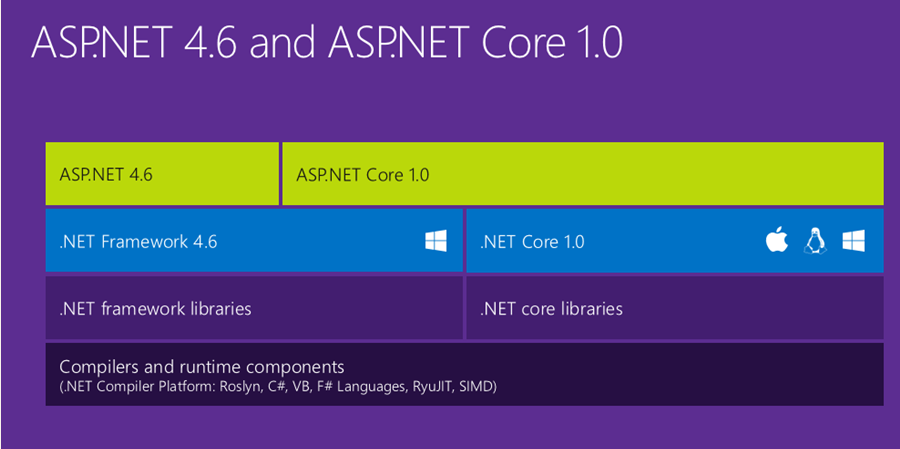 ASP.NET 4.6 and ASP.NET Core 1.0
ASP.NET 4.6
ASP.NET Core 1.0
.NET Framework 4.6
.NET Core 1.0
.NET framework libraries
.NET core libraries
Compilers and runtime components
(.NET Compiler Platform: Roslyn, C#, VB, F# Languages, RyuJIT, SIMD)